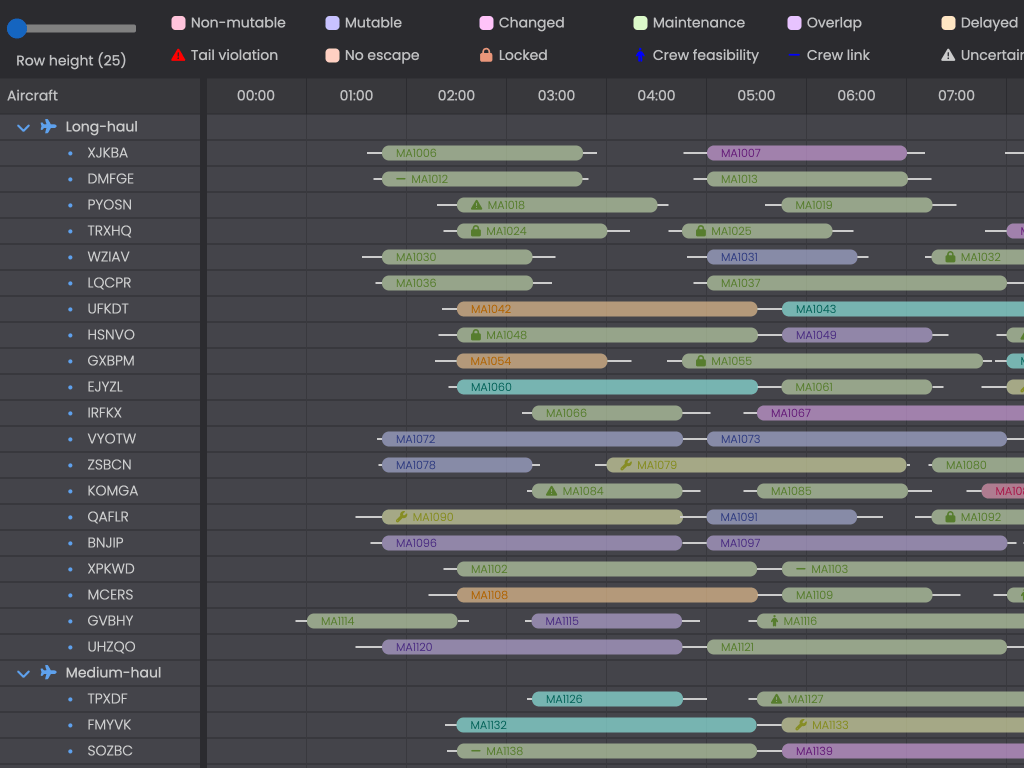 Non-mutable Mutable Changed Maintenance Overlap Delayed
Row height (25)
Tail violation No escape Locked Crew feasibility Crew link
Aircraft 00:00 01:00 02:00 03:00 04:00 05:00 06:00 07:00
Long-haul
XJKBA MA1006 MA1007
DMFGE MA1012 MA1013
PYOSN MA1018 MA1019
TRXHQ MA1024 MA1025
WZIAV MA1030 MA1031 MA1032
LQCPR MA1036 MA1037
UFKDT MA1042 MA1043
HSNVO MA1048 MA1049
GXBPM MA1054 MA1055
EJYZL MA1060 MA1061
IRFKX MA1066 MA1067
VYOTW MA1072 MA1073
ZSBCN MA1078 MA1079 MA1080
KOMGA MA1084 MA1085
QAFLR MA1090 MA1091 MA1092
BNJIP MA1096 MA1097
XPKWD MA1102 MA1103
MCERS MA1108 MA1109
GVBHY MA1114 MA1115 MA1116
UHZQO MA1120 MA1121
Medium-haul
TPXDF MA1126 MA1127
FMYVK MA1132 MA1133
SOZBC MA1138 MA1139